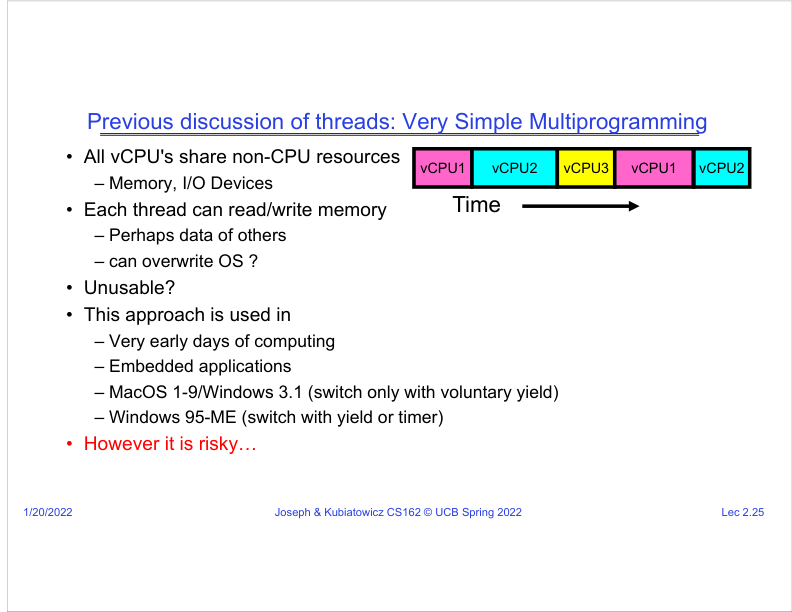 Previous discussion of threads: Very Simple Multiprogramming
• All vCPU's share non-CPU resources
– Memory, I/O Devices
• Each thread can read/write memory
– Perhaps data of others
– can overwrite OS ?
• Unusable?
• This approach is used in
– Very early days of computing
– Embedded applications
– MacOS 1-9/Windows 3.1 (switch only with voluntary yield)
– Windows 95-ME (switch with yield or timer)
• However it is risky…
vCPU1 vCPU2 vCPU3 vCPU1 vCPU2
Time
1/20/2022 Joseph & Kubiatowicz CS162 © UCB Spring 2022 Lec 2.25